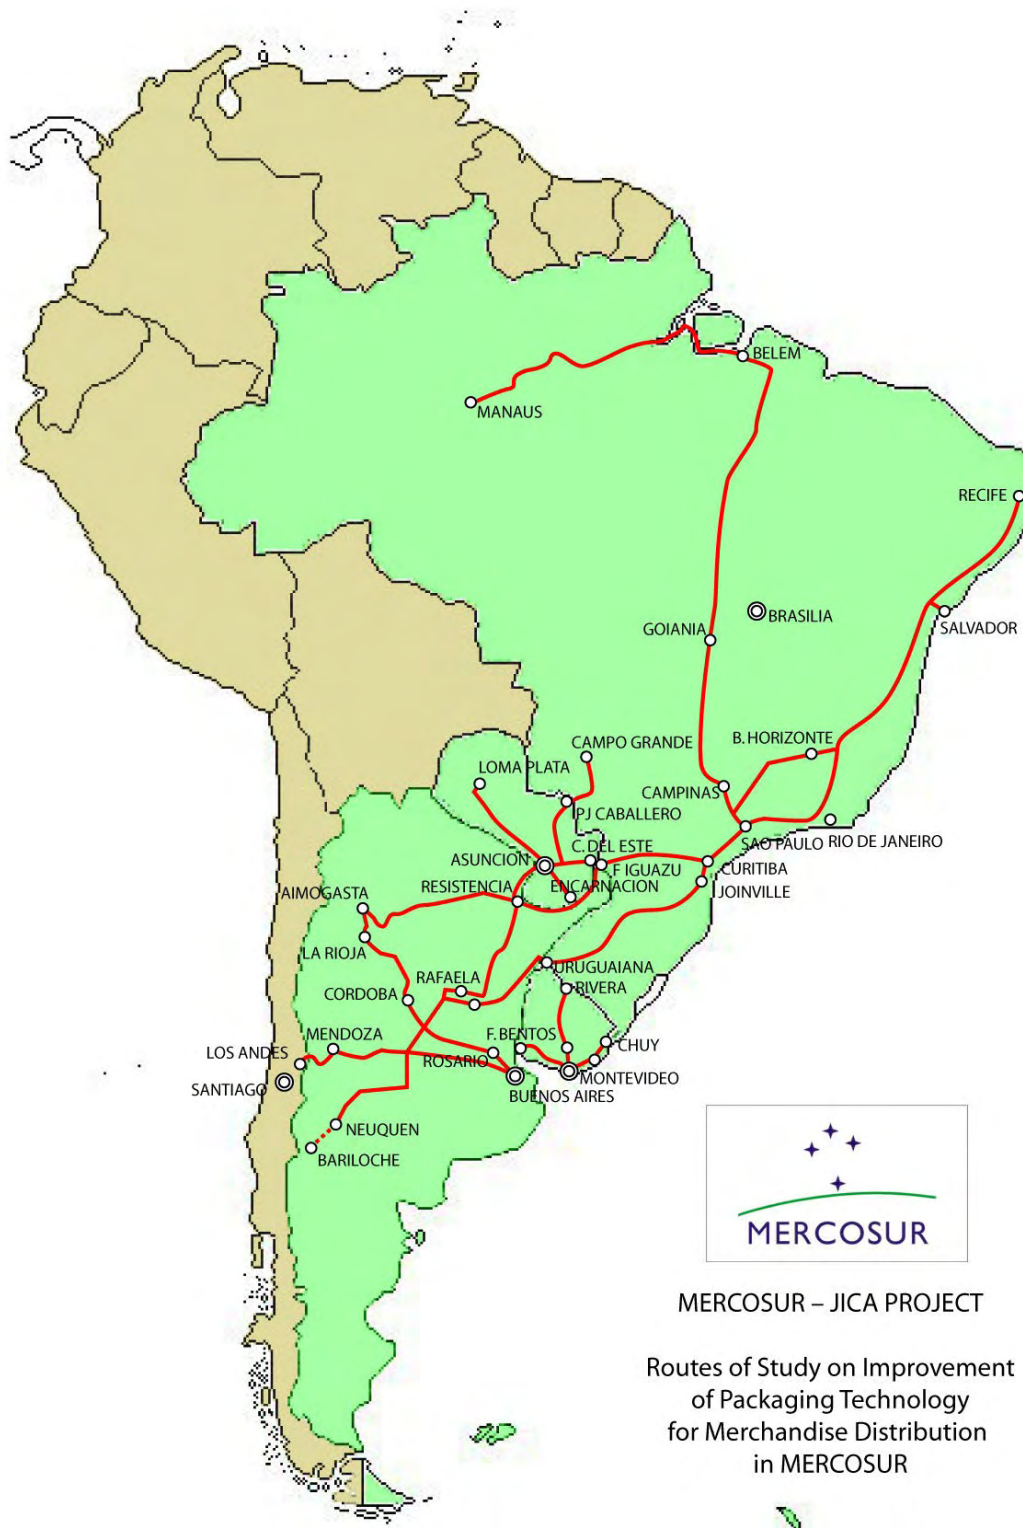 BELEM
MANAUS
RECIFE
BRASILIA
SALVADOR
GOIANIA
B. HORIZONTE
CAMPO GRANDE
LOMA PLATA
CAMPINAS
PJ CABALLERO
SAO PAULO
RIO DE JANEIRO
C. DEL ESTE
ASUNCION
F IGUAZU
CURITIBA
RESISTENCIA
ENCARNACION
JOINVILLE
AIMOGASTA
LA RIOJA
URUGUAIANA
RAFAELA
RIVERA
CORDOBA
MENDOZA
F. BENTOS
CHUY
LOS ANDES
ROSARIO
MONTEVIDEO
SANTIAGO
BUENOS AIRES
NEUQUEN
BARILOCHE
MERCOSUR
MERCOSUR – JICA PROJECT
Routes of Study on Improvement
of Packaging Technology
for Merchandise Distribution
in MERCOSUR